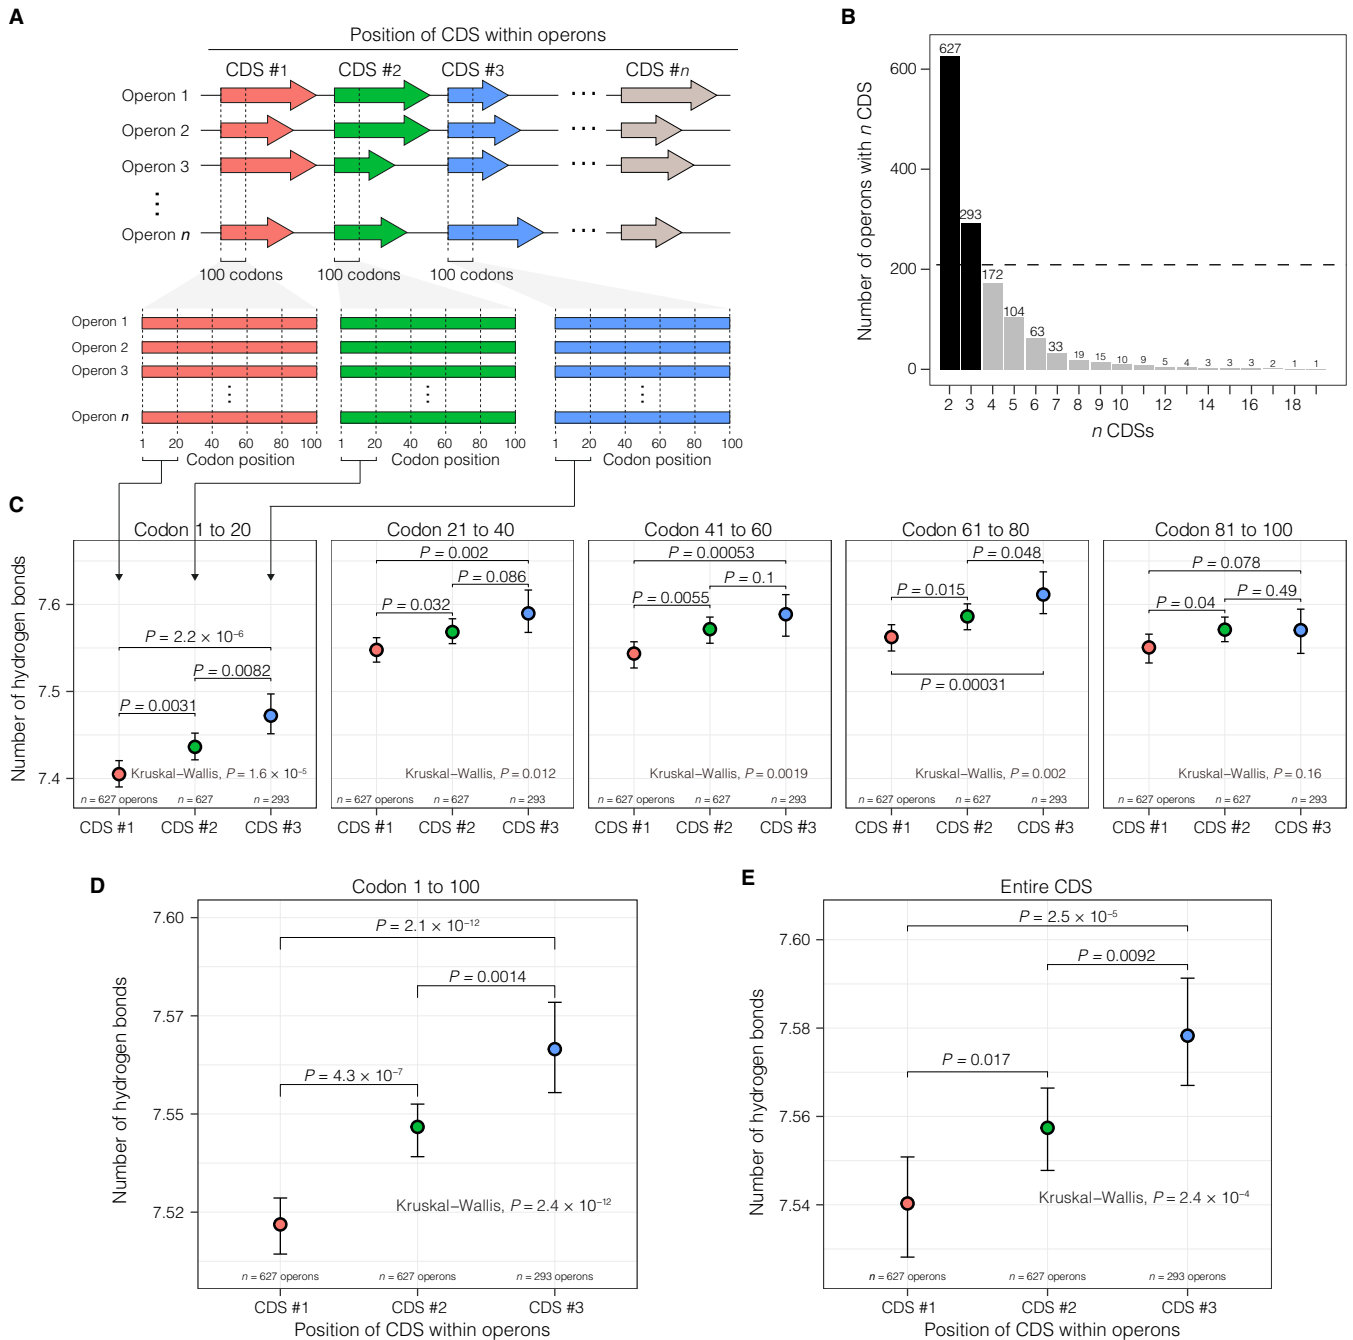 A
Position of CDS within operons
CDS #1 CDS #2 CDS #3 CDS #n
Operon 1
Operon 2
Operon 3
Operon n
100 codons 100 codons 100 codons
Operon 1
Operon 2
Operon 3
Operon n
1 20 40 60 80 100 1 20 40 60 80 100 1 20 40 60 80 100
Codon position Codon position Codon position
B
Number of operons with n CDS
600
400
200
0
627
293
172
104
63
33
19
15
10
9
5
4
3
3
3
2
1
1
2 3 4 5 6 7 8 9 10 12 14 16 18
n CDSs
C
Number of hydrogen bonds
7.6
7.5
7.4
Codon 1 to 20
P = 2.2 × 10⁻⁶
P = 0.0082
P = 0.0031
Kruskal–Wallis, P = 1.6 × 10⁻⁵
n = 627 operons n = 627 n = 293
CDS #1 CDS #2 CDS #3
Codon 21 to 40
P = 0.002
P = 0.086
P = 0.032
Kruskal–Wallis, P = 0.012
n = 627 operons n = 627 n = 293
CDS #1 CDS #2 CDS #3
Codon 41 to 60
P = 0.00053
P = 0.1
P = 0.0055
Kruskal–Wallis, P = 0.0019
n = 627 operons n = 627 n = 293
CDS #1 CDS #2 CDS #3
Codon 61 to 80
P = 0.048
P = 0.015
P = 0.00031
Kruskal–Wallis, P = 0.002
n = 627 operons n = 627 n = 293
CDS #1 CDS #2 CDS #3
Codon 81 to 100
P = 0.078
P = 0.49
P = 0.04
Kruskal–Wallis, P = 0.16
n = 627 operons n = 627 n = 293
CDS #1 CDS #2 CDS #3
D
Codon 1 to 100
Number of hydrogen bonds
7.60
7.57
7.55
7.52
P = 2.1 × 10⁻¹²
P = 0.0014
P = 4.3 × 10⁻⁷
Kruskal–Wallis, P = 2.4 × 10⁻¹²
n = 627 operons n = 627 operons n = 293 operons
CDS #1 CDS #2 CDS #3
Position of CDS within operons
E
Entire CDS
Number of hydrogen bonds
7.60
7.58
7.56
7.54
P = 2.5 × 10⁻⁵
P = 0.0092
P = 0.017
Kruskal–Wallis, P = 2.4 × 10⁻⁴
n = 627 operons n = 627 operons n = 293 operons
CDS #1 CDS #2 CDS #3
Position of CDS within operons